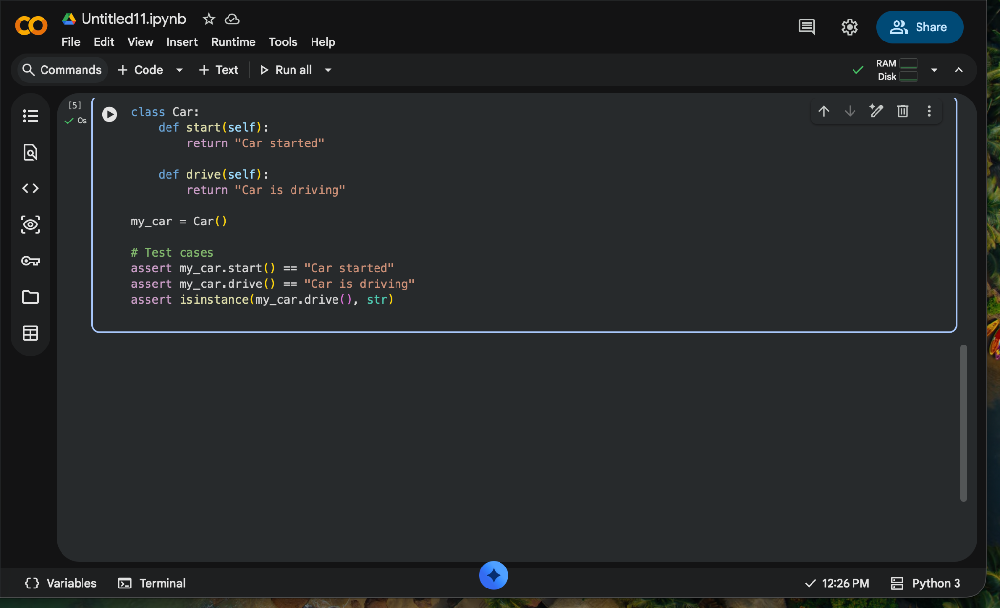 Untitled11.ipynb
File Edit View Insert Runtime Tools Help
Share
Commands + Code + Text Run all
RAM
Disk
[5]
0s
class Car:
    def start(self):
        return "Car started"

    def drive(self):
        return "Car is driving"

my_car = Car()

# Test cases
assert my_car.start() == "Car started"
assert my_car.drive() == "Car is driving"
assert isinstance(my_car.drive(), str)
Variables Terminal
12:26 PM Python 3